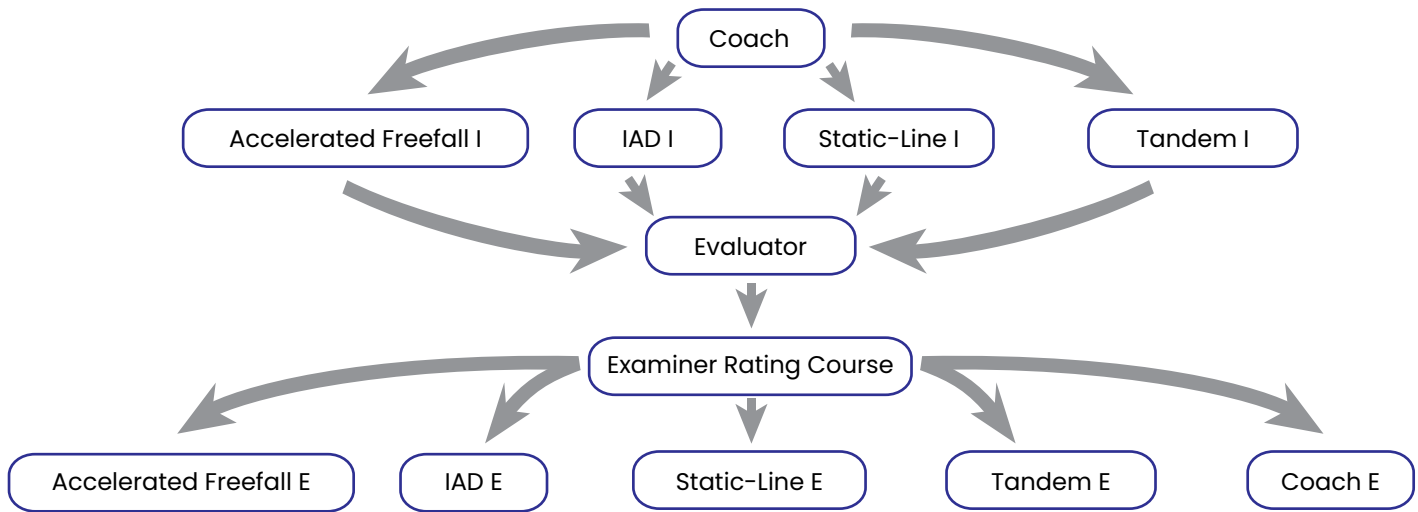 Coach
Accelerated Freefall I
IAD I
Static-Line I
Tandem I
Evaluator
Examiner Rating Course
Accelerated Freefall E
IAD E
Static-Line E
Tandem E
Coach E